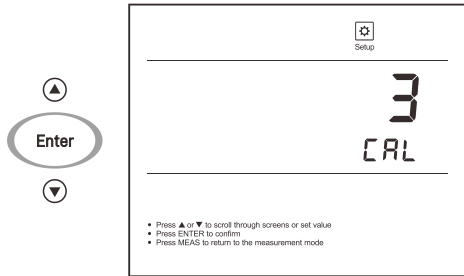 Setup
3
Enter
CAL
• Press ▲ or ▼ to scroll through screens or set value
• Press ENTER to confirm
• Press MEAS to return to the measurement mode